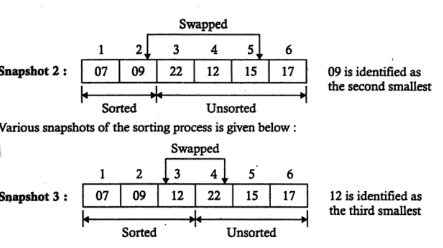 Swapped
1 2 3 4 5 6
Snapshot 2 : 07 09 22 12 15 17 09 is identified as
the second smallest
Sorted Unsorted
Various snapshots of the sorting process is given below :
Swapped
1 2 3 4 5 6
Snapshot 3 : 07 09 12 22 15 17 12 is identified as
the third smallest
Sorted Unsorted